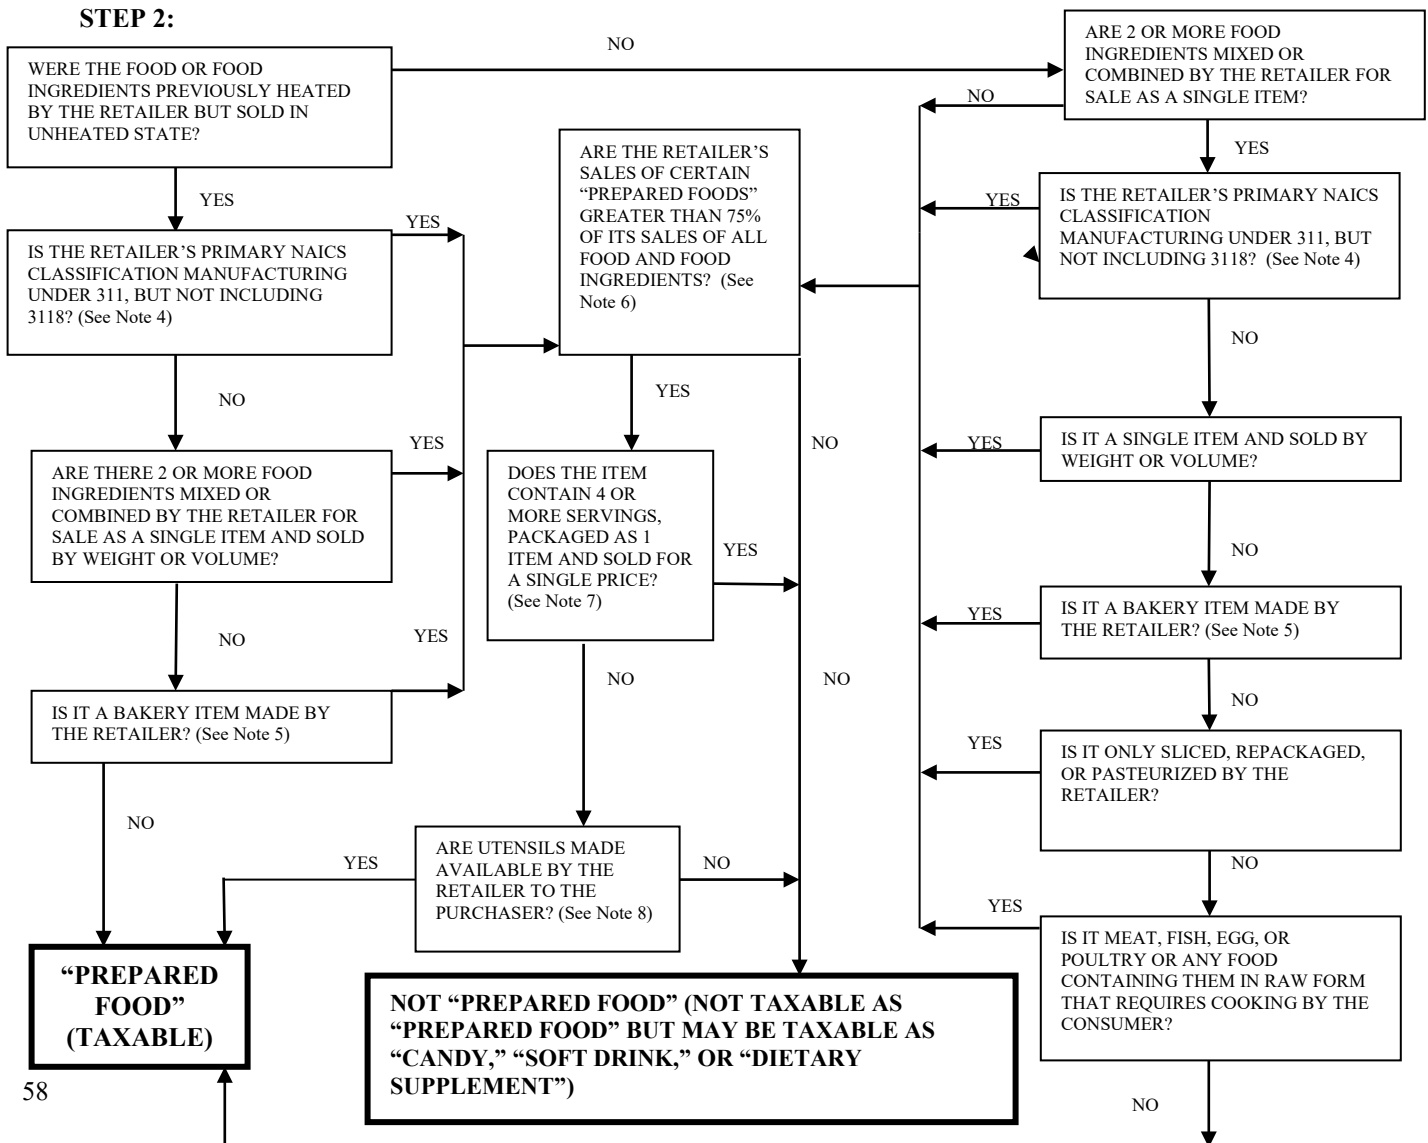 STEP 2:
WERE THE FOOD OR FOOD
INGREDIENTS PREVIOUSLY HEATED
BY THE RETAILER BUT SOLD IN
UNHEATED STATE?
NO
ARE 2 OR MORE FOOD
INGREDIENTS MIXED OR
COMBINED BY THE RETAILER FOR
SALE AS A SINGLE ITEM?
NO
YES
YES
ARE THE RETAILER’S
SALES OF CERTAIN
“PREPARED FOODS”
GREATER THAN 75%
OF ITS SALES OF ALL
FOOD AND FOOD
INGREDIENTS? (See
Note 6)
IS THE RETAILER’S PRIMARY NAICS
CLASSIFICATION MANUFACTURING
UNDER 311, BUT NOT INCLUDING
3118? (See Note 4)
YES
YES
IS THE RETAILER’S PRIMARY NAICS
CLASSIFICATION
MANUFACTURING UNDER 311, BUT
NOT INCLUDING 3118? (See Note 4)
NO
YES
NO
NO
ARE THERE 2 OR MORE FOOD
INGREDIENTS MIXED OR
COMBINED BY THE RETAILER FOR
SALE AS A SINGLE ITEM AND SOLD
BY WEIGHT OR VOLUME?
YES
DOES THE ITEM
CONTAIN 4 OR
MORE SERVINGS,
PACKAGED AS 1
ITEM AND SOLD FOR
A SINGLE PRICE?
(See Note 7)
YES
YES
IS IT A SINGLE ITEM AND SOLD BY
WEIGHT OR VOLUME?
NO
NO
YES
YES
IS IT A BAKERY ITEM MADE BY
THE RETAILER? (See Note 5)
NO
NO
NO
IS IT A BAKERY ITEM MADE BY
THE RETAILER? (See Note 5)
YES
IS IT ONLY SLICED, REPACKAGED,
OR PASTEURIZED BY THE
RETAILER?
NO
NO
YES
ARE UTENSILS MADE
AVAILABLE BY THE
RETAILER TO THE
PURCHASER? (See Note 8)
NO
YES
IS IT MEAT, FISH, EGG, OR
POULTRY OR ANY FOOD
CONTAINING THEM IN RAW FORM
THAT REQUIRES COOKING BY THE
CONSUMER?
“PREPARED
FOOD”
(TAXABLE)
NOT “PREPARED FOOD” (NOT TAXABLE AS
“PREPARED FOOD” BUT MAY BE TAXABLE AS
“CANDY,” “SOFT DRINK,” OR “DIETARY
SUPPLEMENT”)
NO
58